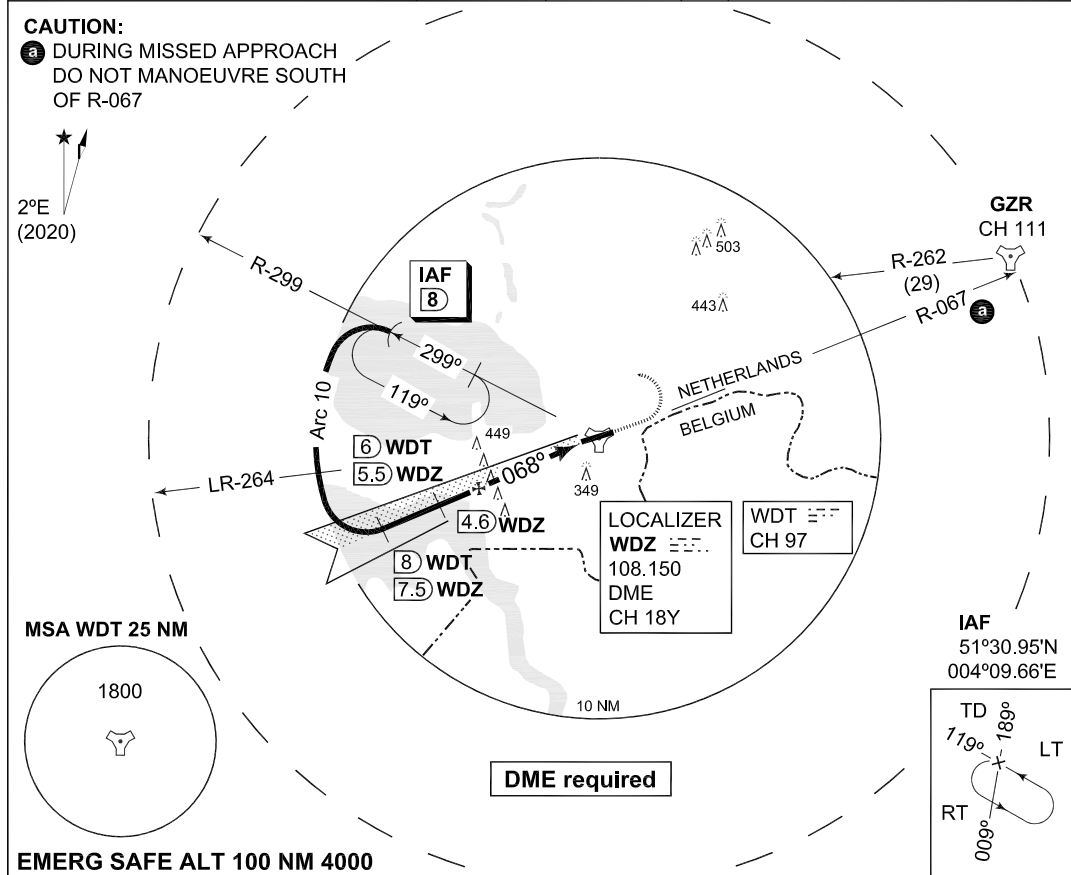 CAUTION:
a DURING MISSED APPROACH
DO NOT MANOEUVRE SOUTH
OF R-067
2ºE
(2020)
GZR
CH 111
R-262
(29)
R-067 a
R-299
IAF
8
503
443
299º
119º
Arc 10
NETHERLANDS
BELGIUM
449
6 WDT
5.5 WDZ
068º
349
LR-264
4.6 WDZ
8 WDT
7.5 WDZ
LOCALIZER
WDZ
108.150
DME
CH 18Y
WDT
CH 97
MSA WDT 25 NM
1800
IAF
51º30.95'N
004º09.66'E
10 NM
TD
189º
119º
LT
RT
009º
DME required
EMERG SAFE ALT 100 NM 4000